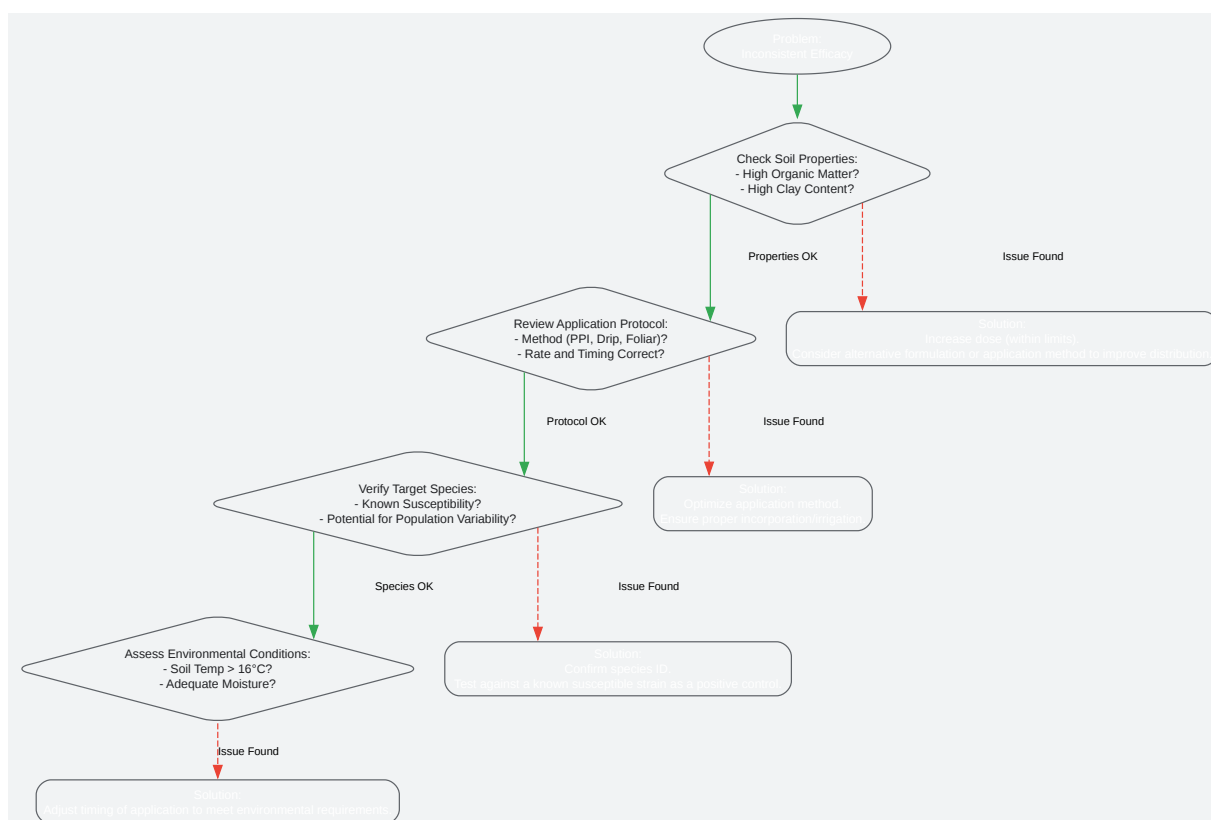 Problem:
Inconsistent Efficacy
Check Soil Properties:
- High Organic Matter?
- High Clay Content?
Properties OK
Issue Found
Review Application Protocol:
- Method (PPI, Drip, Foliar)?
- Rate and Timing Correct?
Solution:
Increase dose (within limits).
Consider alternative formulation or application method to improve distribution.
Protocol OK
Issue Found
Verify Target Species:
- Known Susceptibility?
- Potential for Population Variability?
Solution:
Optimize application method.
Ensure proper incorporation/irrigation.
Species OK
Issue Found
Assess Environmental Conditions:
- Soil Temp > 16°C?
- Adequate Moisture?
Solution:
Confirm species ID.
Test against a known susceptible strain as a positive control.
Issue Found
Solution:
Adjust timing of application to meet environmental requirements.